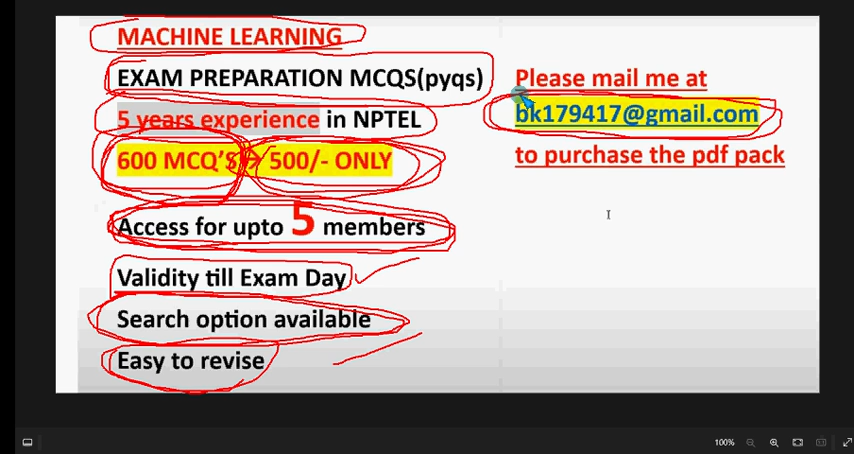 MACHINE LEARNING
EXAM PREPARATION MCQS(pyqs)
5 years experience in NPTEL
600 MCQ'S → 500/- ONLY
Access for upto 5 members
Validity till Exam Day
Search option available
Easy to revise
Please mail me at
bk179417@gmail.com
to purchase the pdf pack
100%